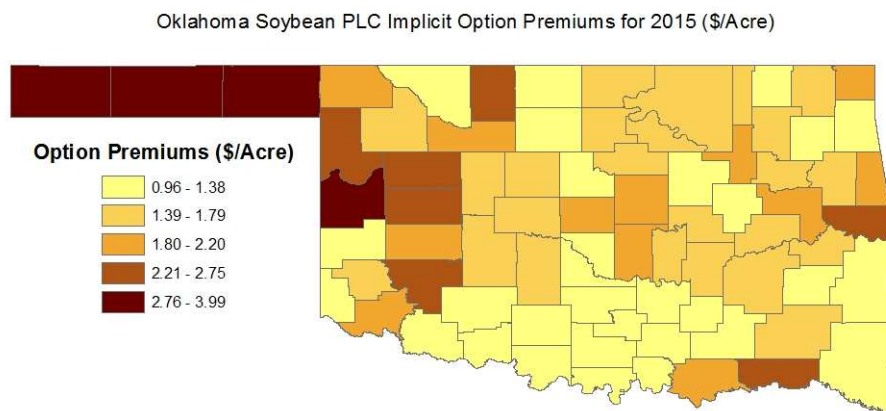 Oklahoma Soybean PLC Implicit Option Premiums for 2015 ($/Acre)
Option Premiums ($/Acre)
0.96 - 1.38
1.39 - 1.79
1.80 - 2.20
2.21 - 2.75
2.76 - 3.99